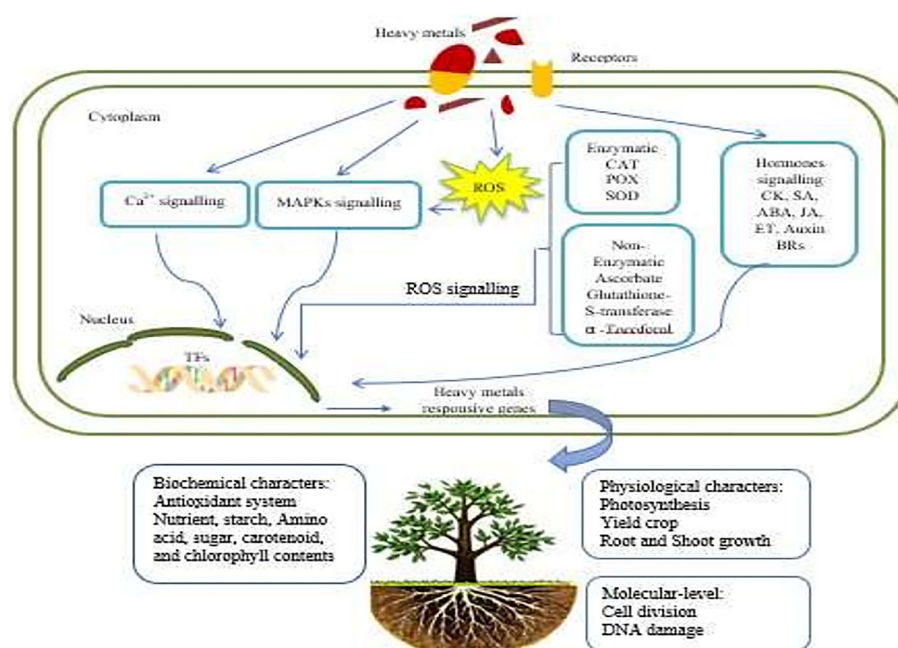 Heavy metals
Receptors
Cytoplasm
Ca²⁺ signalling
MAPKs signalling
ROS
Enzymatic
CAT
POX
SOD
Non-
Enzymatic
Ascorbate
Glutathione-
S-transferase
α -
Hormones
signalling
CK, SA,
ABA, JA,
ET, Auxin
BRs
ROS signalling
Nucleus
TFs
Heavy metals
responsive genes
Biochemical characters:
Antioxidant system
Nutrient, starch, Amino
acid, sugar, carotenoid,
and chlorophyll contents
Physiological characters:
Photosynthesis
Yield crop
Root and Shoot growth
Molecular-level:
Cell division
DNA damage